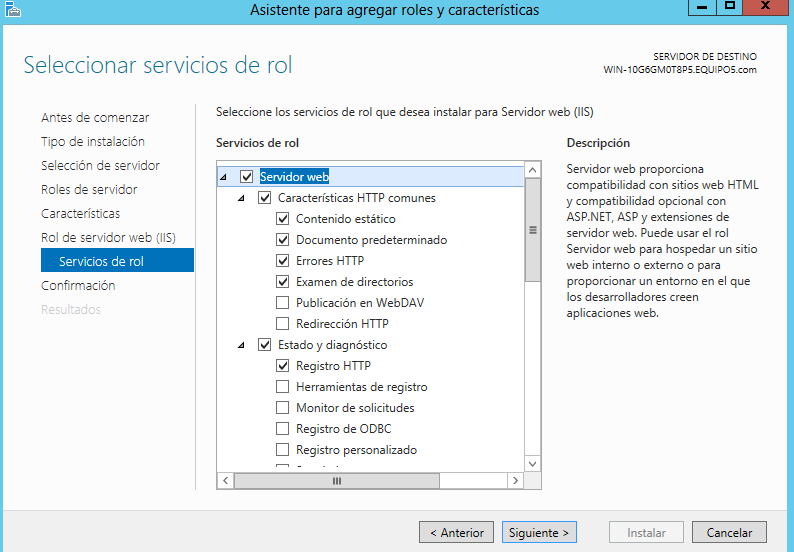 Asistente para agregar roles y características
Seleccionar servicios de rol
SERVIDOR DE DESTINO
WIN-10G6GM0T8P5.EQUIPO5.com
Antes de comenzar
Tipo de instalación
Selección de servidor
Roles de servidor
Características
Rol de servidor web (IIS)
Servicios de rol
Confirmación
Resultados
Seleccione los servicios de rol que desea instalar para Servidor web (IIS)
Servicios de rol
Servidor web
Características HTTP comunes
Contenido estático
Documento predeterminado
Errores HTTP
Examen de directorios
Publicación en WebDAV
Redirección HTTP
Estado y diagnóstico
Registro HTTP
Herramientas de registro
Monitor de solicitudes
Registro de ODBC
Registro personalizado
Descripción
Servidor web proporciona
compatibilidad con sitios web HTML
y compatibilidad opcional con
ASP.NET, ASP y extensiones de
servidor web. Puede usar el rol
Servidor web para hospedar un sitio
web interno o externo o para
proporcionar un entorno en el que
los desarrolladores creen
aplicaciones web.
< Anterior
Siguiente >
Instalar
Cancelar